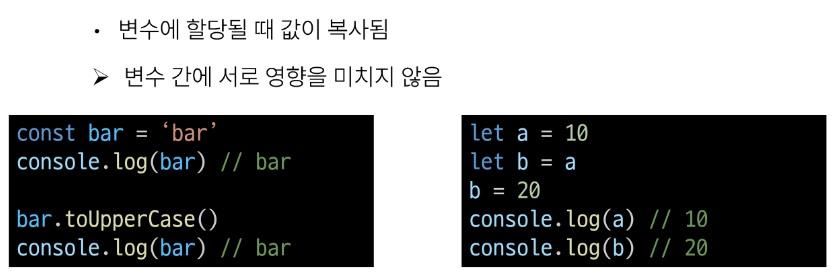 • 변수에 할당될 때 값이 복사됨
➢ 변수 간에 서로 영향을 미치지 않음
const bar = ‘bar’
console.log(bar) // bar
bar.toUpperCase()
console.log(bar) // bar
let a = 10
let b = a
b = 20
console.log(a) // 10
console.log(b) // 20